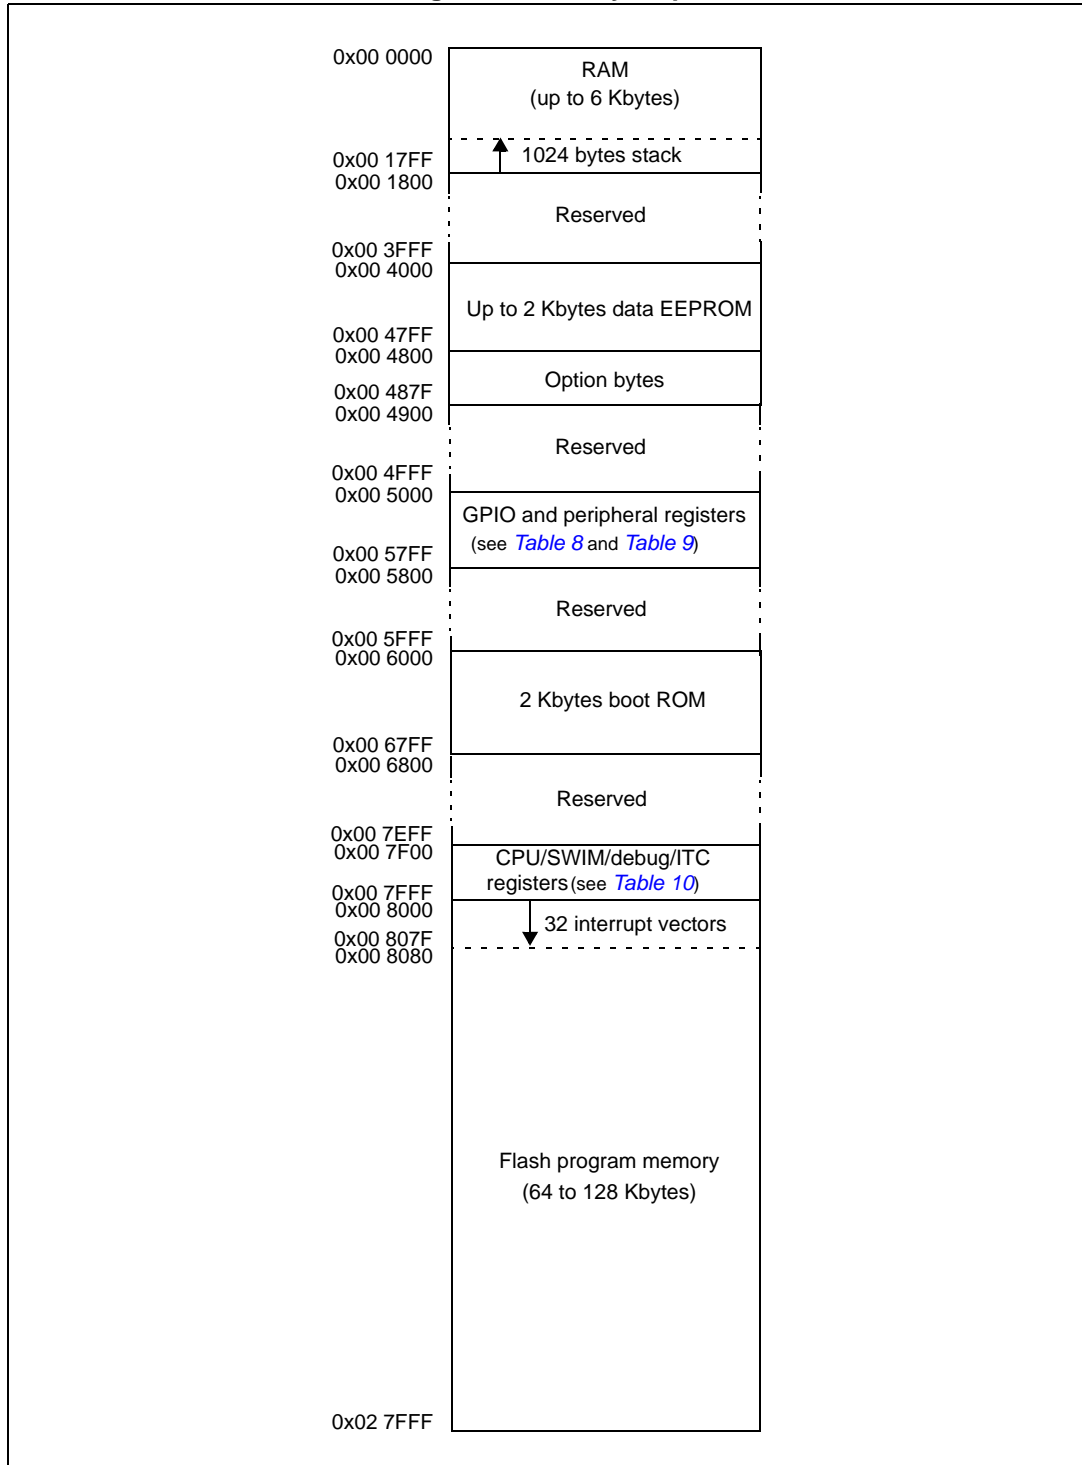 0x00 0000
RAM
(up to 6 Kbytes)
1024 bytes stack
0x00 17FF
0x00 1800
Reserved
0x00 3FFF
0x00 4000
Up to 2 Kbytes data EEPROM
0x00 47FF
0x00 4800
Option bytes
0x00 487F
0x00 4900
Reserved
0x00 4FFF
0x00 5000
GPIO and peripheral registers
(see Table 8 and Table 9)
0x00 57FF
0x00 5800
Reserved
0x00 5FFF
0x00 6000
2 Kbytes boot ROM
0x00 67FF
0x00 6800
Reserved
0x00 7EFF
0x00 7F00
CPU/SWIM/debug/ITC
registers (see Table 10)
0x00 7FFF
0x00 8000
32 interrupt vectors
0x00 807F
0x00 8080
Flash program memory
(64 to 128 Kbytes)
0x02 7FFF